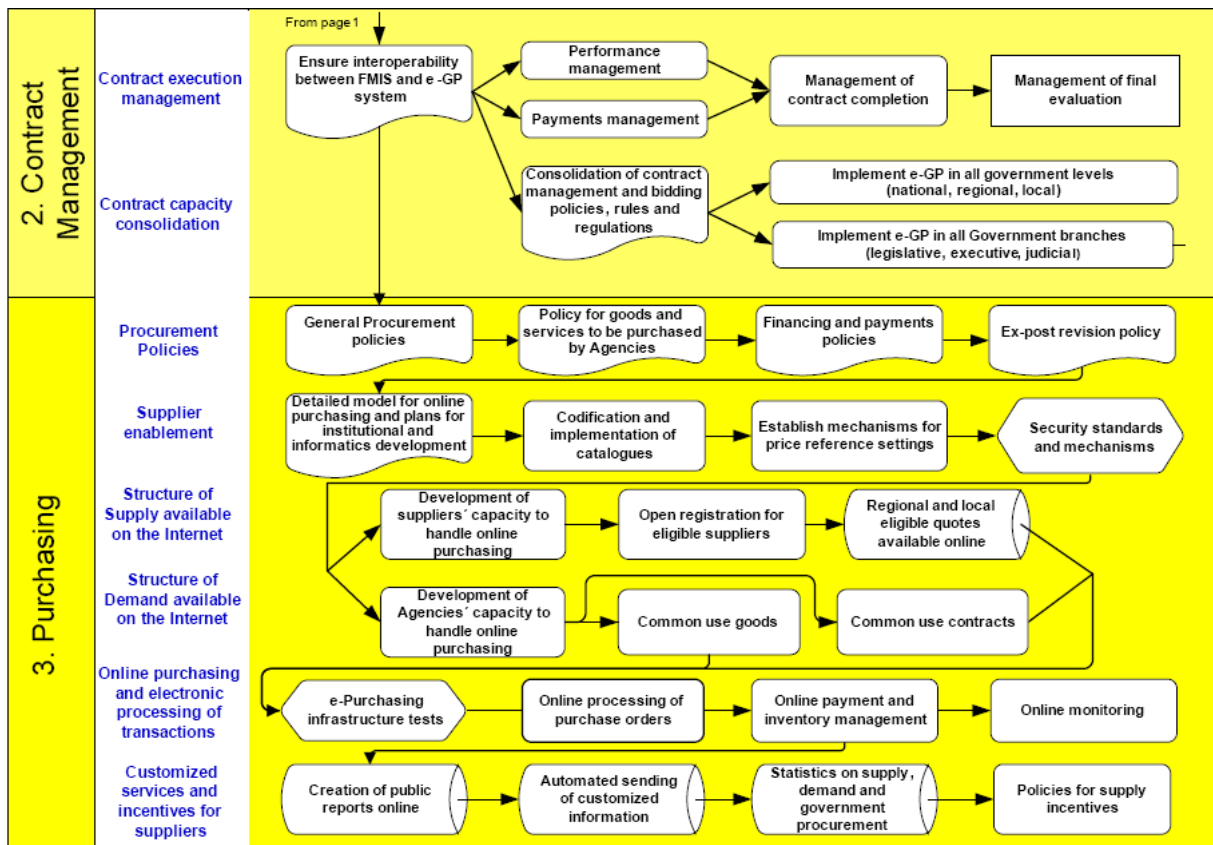 From page1
2. Contract
Management
Contract execution
management
Ensure interoperability
between FMIS and e -GP
system
Performance
management
Payments management
Management of
contract completion
Management of final
evaluation
Contract capacity
consolidation
Consolidation of contract
management and bidding
policies, rules and
regulations
Implement e-GP in all government levels
(national, regional, local)
Implement e-GP in all Government branches
(legislative, executive, judicial)
3. Purchasing
Procurement
Policies
General Procurement
policies
Policy for goods and
services to be purchased
by Agencies
Financing and payments
policies
Ex-post revision policy
Supplier
enablement
Detailed model for online
purchasing and plans for
institutional and
informatics development
Codification and
implementation of
catalogues
Establish mechanisms for
price reference settings
Security standards
and mechanisms
Structure of
Supply available
on the Internet
Development of
suppliers´ capacity to
handle online
purchasing
Open registration for
eligible suppliers
Regional and local
eligible quotes
available online
Structure of
Demand available
on the Internet
Development of
Agencies´ capacity to
handle online
purchasing
Common use goods
Common use contracts
Online purchasing
and electronic
processing of
transactions
e-Purchasing
infrastructure tests
Online processing of
purchase orders
Online payment and
inventory management
Online monitoring
Customized
services and
incentives for
suppliers
Creation of public
reports online
Automated sending
of customized
information
Statistics on supply,
demand and
government
procurement
Policies for supply
incentives